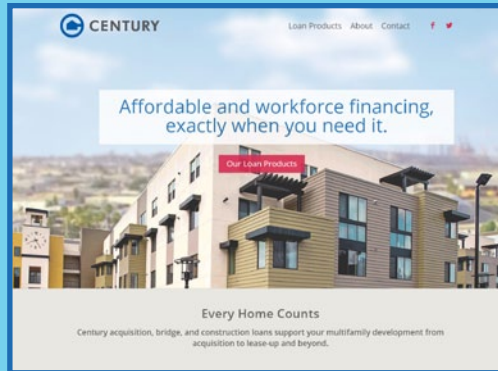 CENTURY
Loan Products About Contact
Affordable and workforce financing,
exactly when you need it.
Our Loan Products
Every Home Counts
Century acquisition, bridge, and construction loans support your multifamily development from
acquisition to lease-up and beyond.